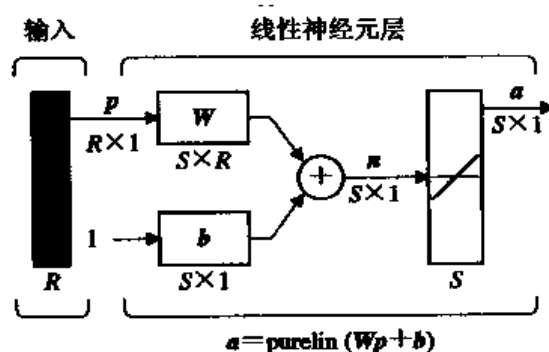 输入 线性神经元层
p W a
R×1 S×R S×1
+ n
S×1
1 b
R S×1 S
a=purelin (Wp+b)